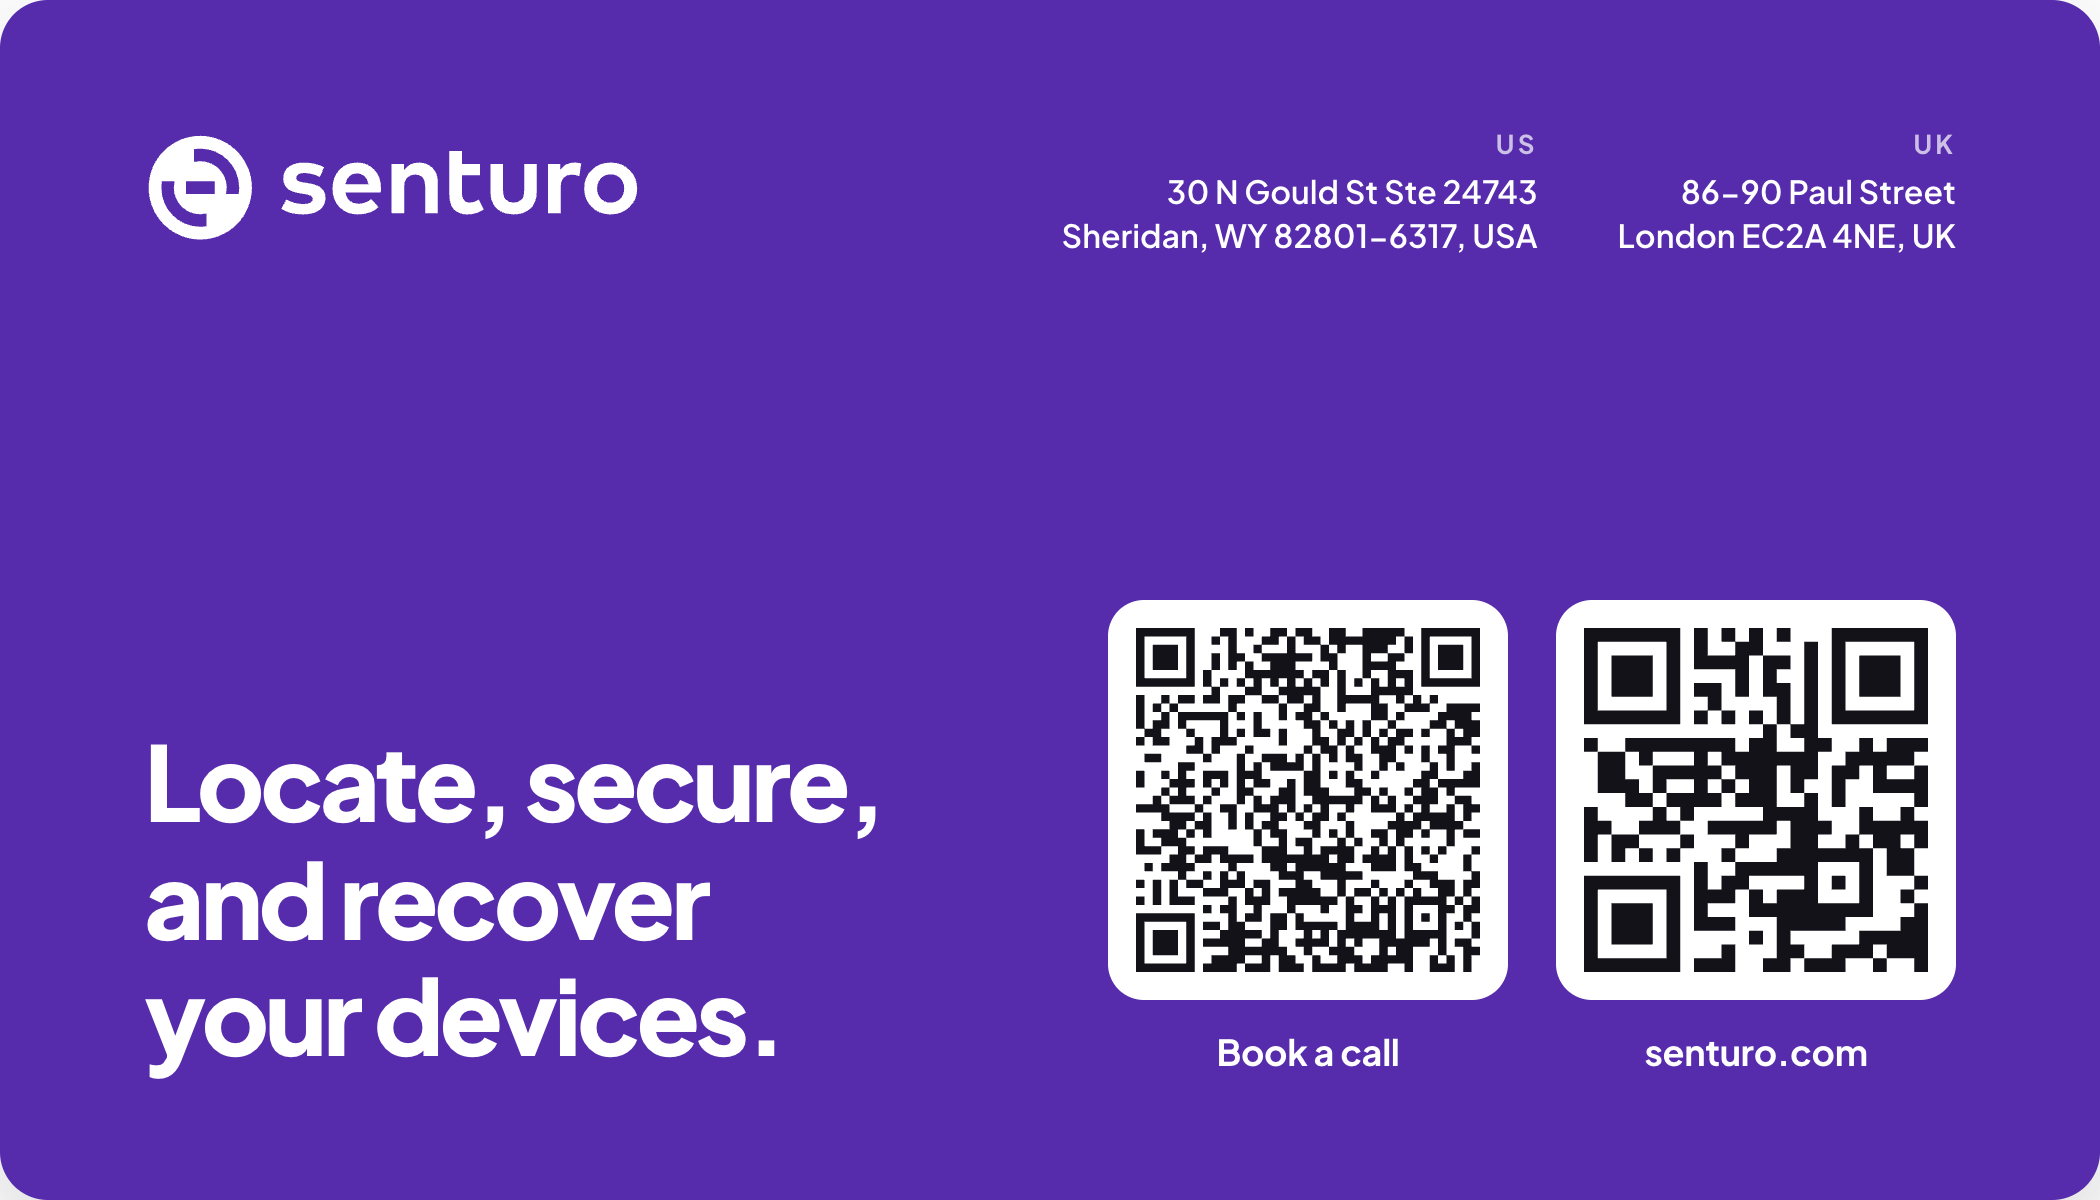 senturo
US
30 N Gould St Ste 24743
Sheridan, WY 82801–6317, USA
UK
86–90 Paul Street
London EC2A 4NE, UK
Locate, secure,
and recover
your devices.
Book a call
senturo.com